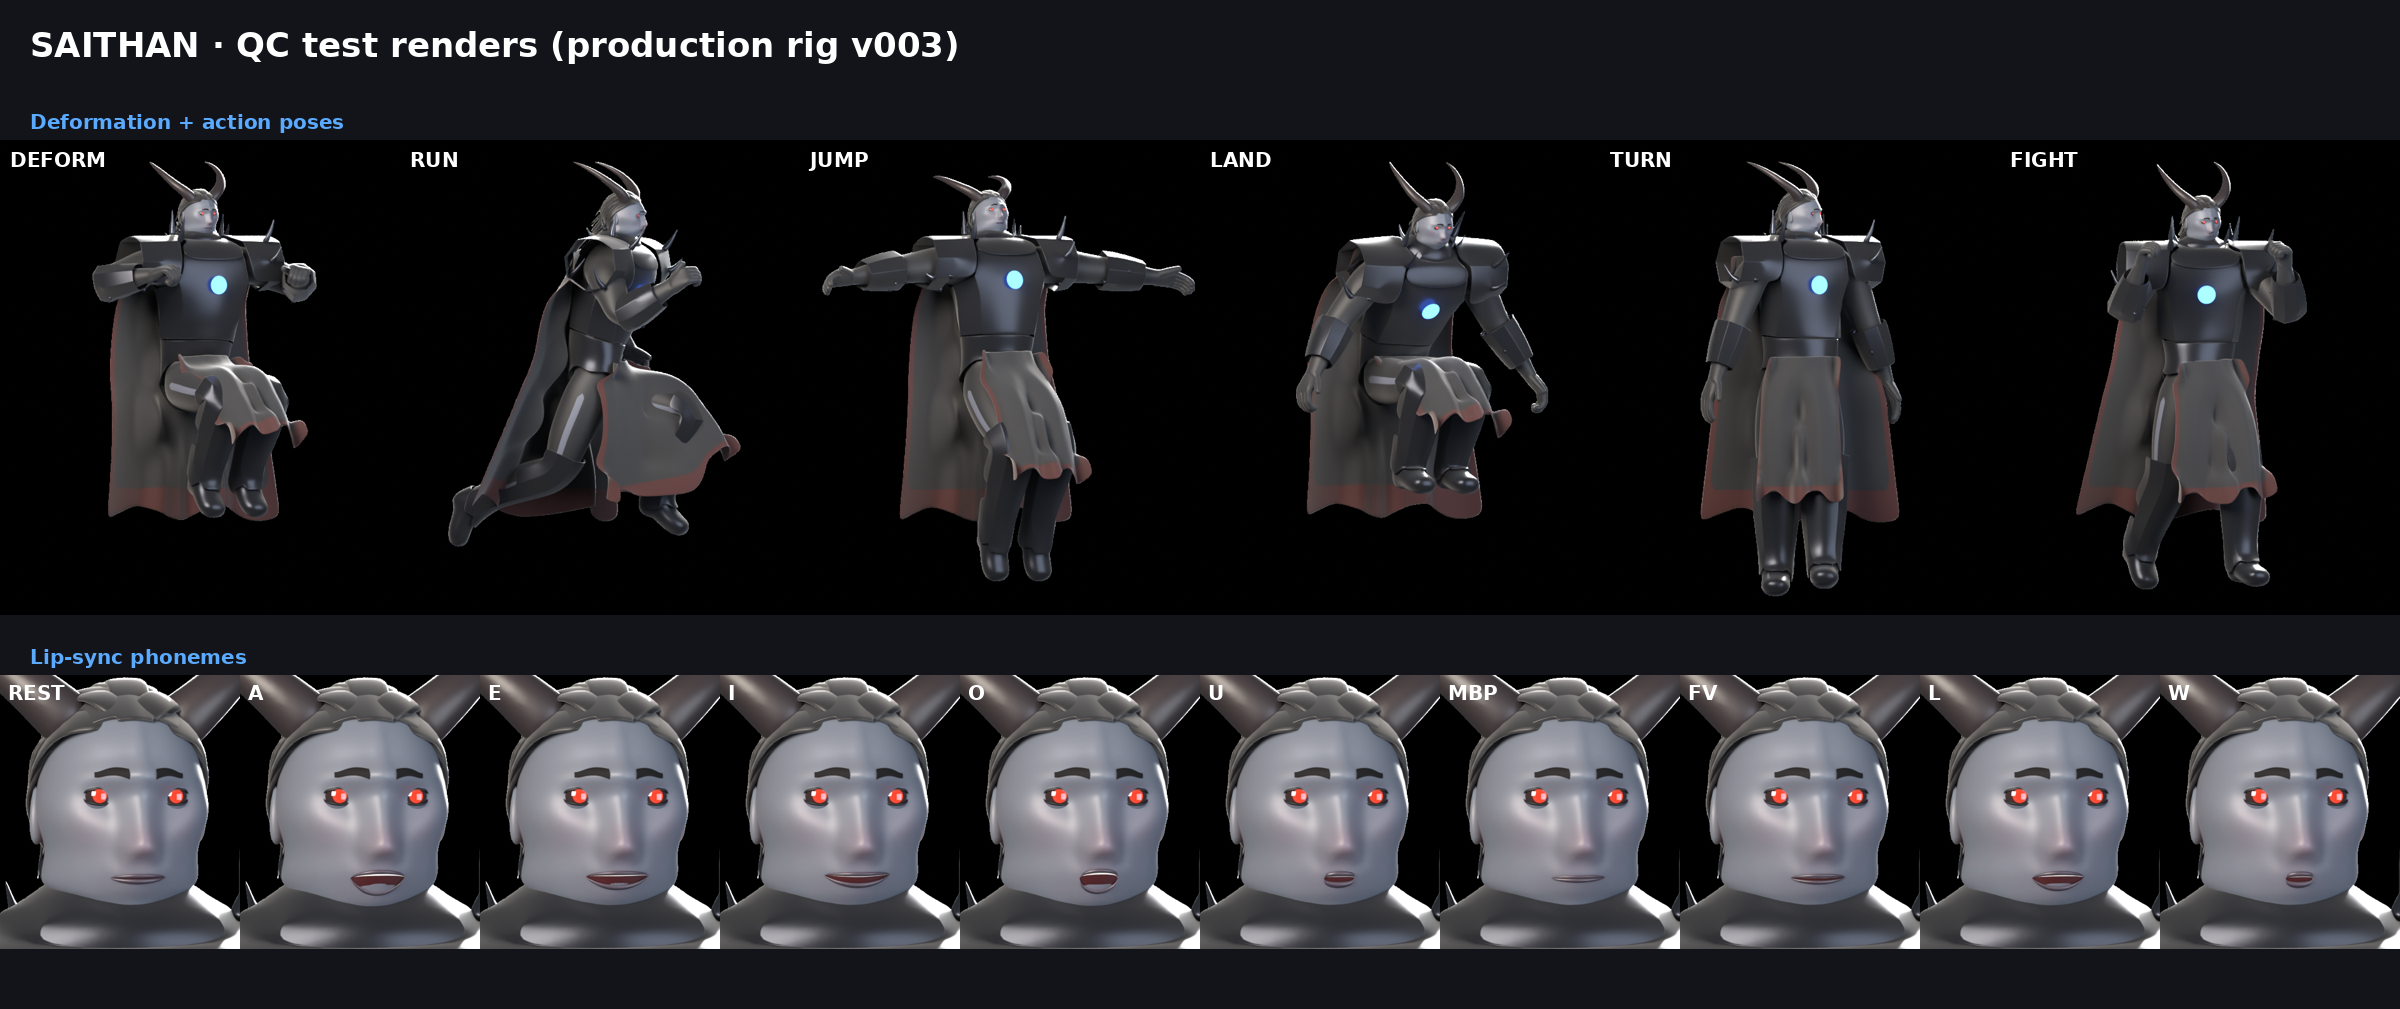 SAITHAN · QC test renders (production rig v003)
Deformation + action poses
DEFORM RUN JUMP LAND TURN FIGHT
Lip-sync phonemes
REST A E I O U MBP FV L W